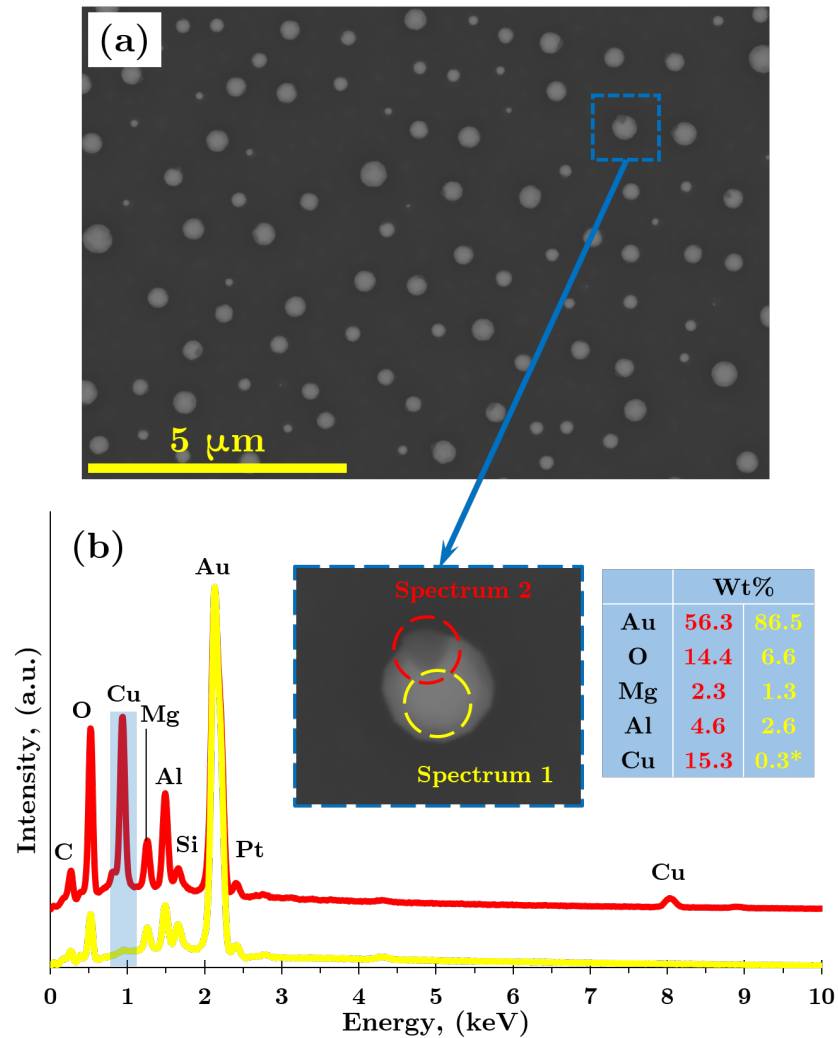 (a)
5 μm
(b)
Au
Spectrum 2
Wt%
Au 56.3 86.5
O 14.4 6.6
Mg 2.3 1.3
Al 4.6 2.6
Cu 15.3 0.3*
Cu
O
Mg
Al
Spectrum 1
C
Si
Pt
Cu
Intensity, (a.u.)
0 1 2 3 4 5 6 7 8 9 10
Energy, (keV)